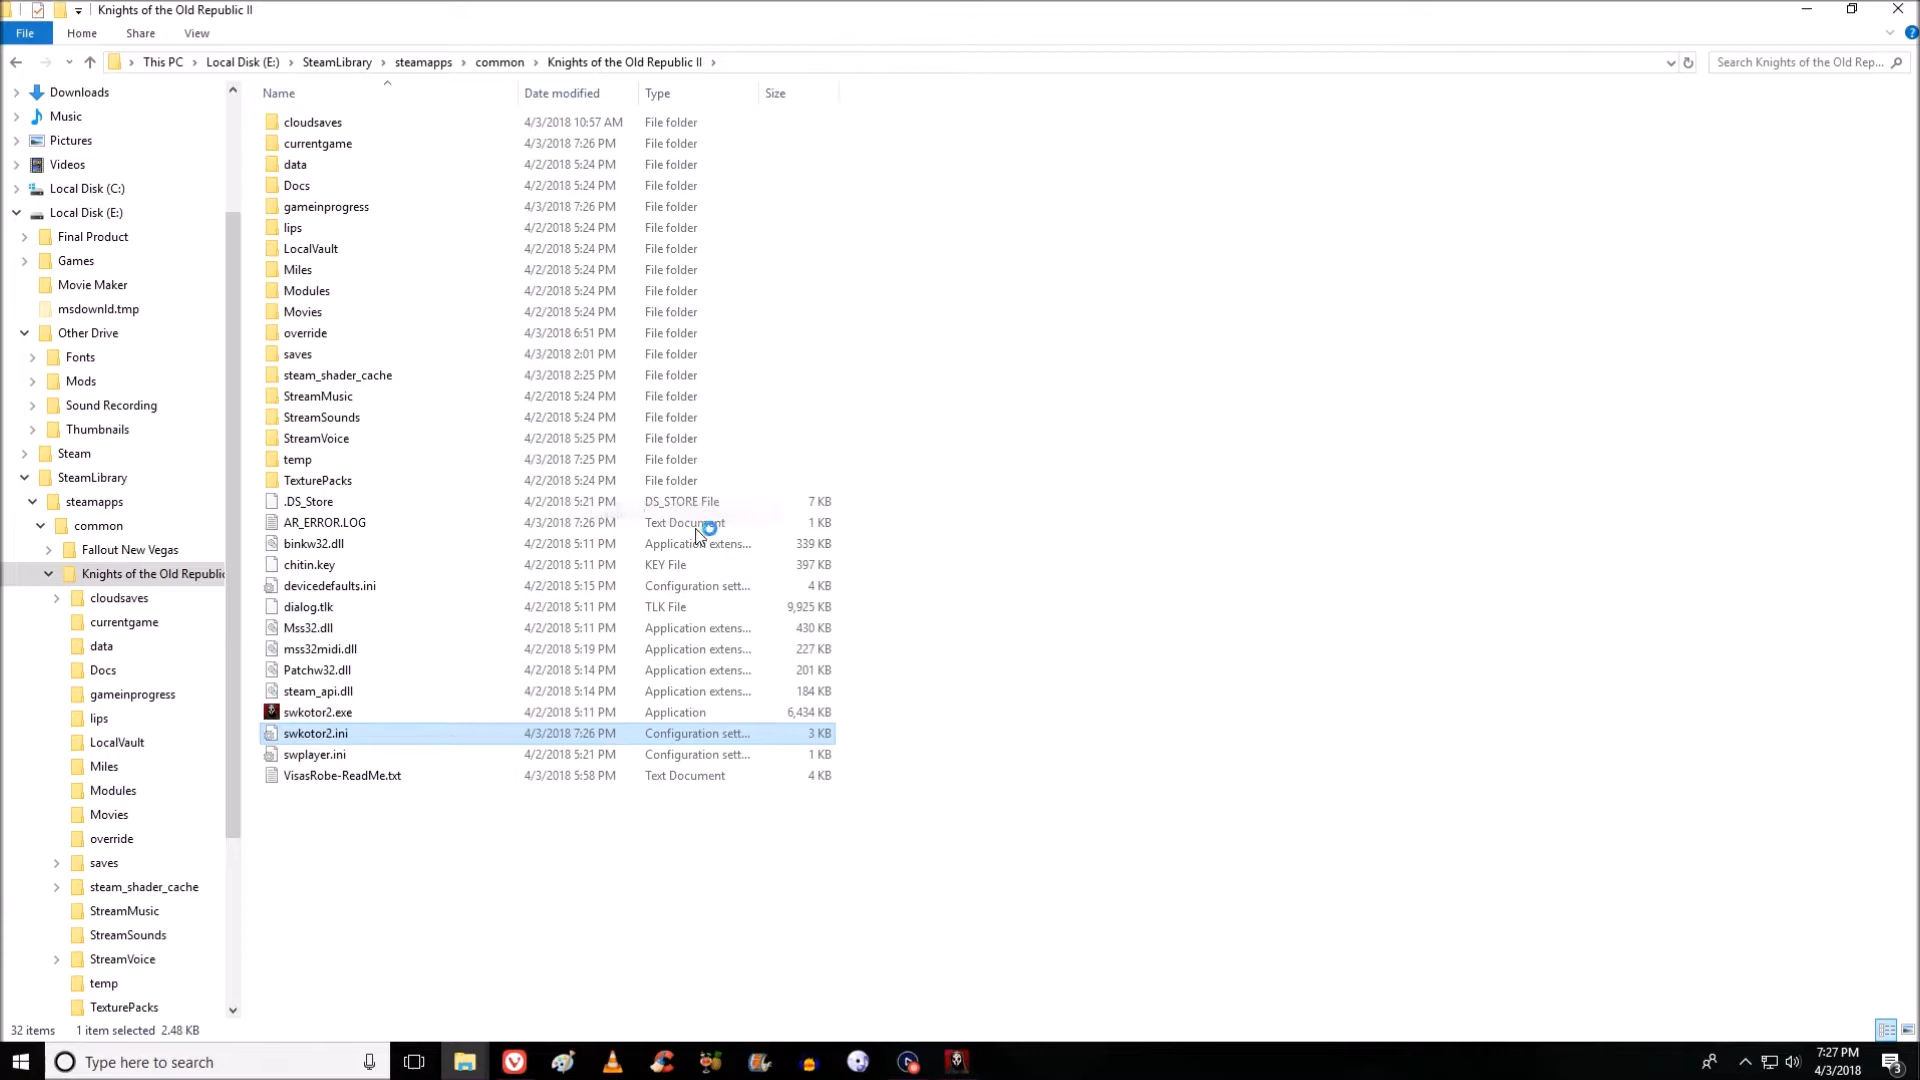 Knights of the Old Republic II
File Home Share View
This PC Local Disk (E:) SteamLibrary steamapps common Knights of the Old Republic II
Search Knights of the Old Rep...
Downloads
Music
Pictures
Videos
Local Disk (C:)
Local Disk (E:)
Final Product
Games
Movie Maker
msdownld.tmp
Other Drive
Fonts
Mods
Sound Recording
Thumbnails
Steam
SteamLibrary
steamapps
common
Fallout New Vegas
Knights of the Old Republic
cloudsaves
currentgame
data
Docs
gameinprogress
lips
LocalVault
Miles
Modules
Movies
override
saves
steam_shader_cache
StreamMusic
StreamSounds
StreamVoice
temp
TexturePacks
Name Date modified Type Size
cloudsaves 4/3/2018 10:57 AM File folder
currentgame 4/3/2018 7:26 PM File folder
data 4/2/2018 5:24 PM File folder
Docs 4/2/2018 5:24 PM File folder
gameinprogress 4/3/2018 7:26 PM File folder
lips 4/2/2018 5:24 PM File folder
LocalVault 4/2/2018 5:24 PM File folder
Miles 4/2/2018 5:24 PM File folder
Modules 4/2/2018 5:24 PM File folder
Movies 4/2/2018 5:24 PM File folder
override 4/3/2018 6:51 PM File folder
saves 4/3/2018 2:01 PM File folder
steam_shader_cache 4/3/2018 2:25 PM File folder
StreamMusic 4/2/2018 5:24 PM File folder
StreamSounds 4/2/2018 5:24 PM File folder
StreamVoice 4/2/2018 5:25 PM File folder
temp 4/3/2018 7:25 PM File folder
TexturePacks 4/2/2018 5:24 PM File folder
.DS_Store 4/2/2018 5:21 PM DS_STORE File 7 KB
AR_ERROR.LOG 4/3/2018 7:26 PM Text Document 1 KB
binkw32.dll 4/2/2018 5:11 PM Application extens... 339 KB
chitin.key 4/2/2018 5:11 PM KEY File 397 KB
devicedefaults.ini 4/2/2018 5:15 PM Configuration sett... 4 KB
dialog.tlk 4/2/2018 5:11 PM TLK File 9,925 KB
Mss32.dll 4/2/2018 5:11 PM Application extens... 430 KB
mss32midi.dll 4/2/2018 5:19 PM Application extens... 227 KB
Patchw32.dll 4/2/2018 5:14 PM Application extens... 201 KB
steam_api.dll 4/2/2018 5:14 PM Application extens... 184 KB
swkotor2.exe 4/2/2018 5:11 PM Application 6,434 KB
swkotor2.ini 4/3/2018 7:26 PM Configuration sett... 3 KB
swplayer.ini 4/2/2018 5:21 PM Configuration sett... 1 KB
VisasRobe-ReadMe.txt 4/3/2018 5:58 PM Text Document 4 KB
32 items 1 item selected 2.48 KB
Type here to search
7:27 PM
4/3/2018
3